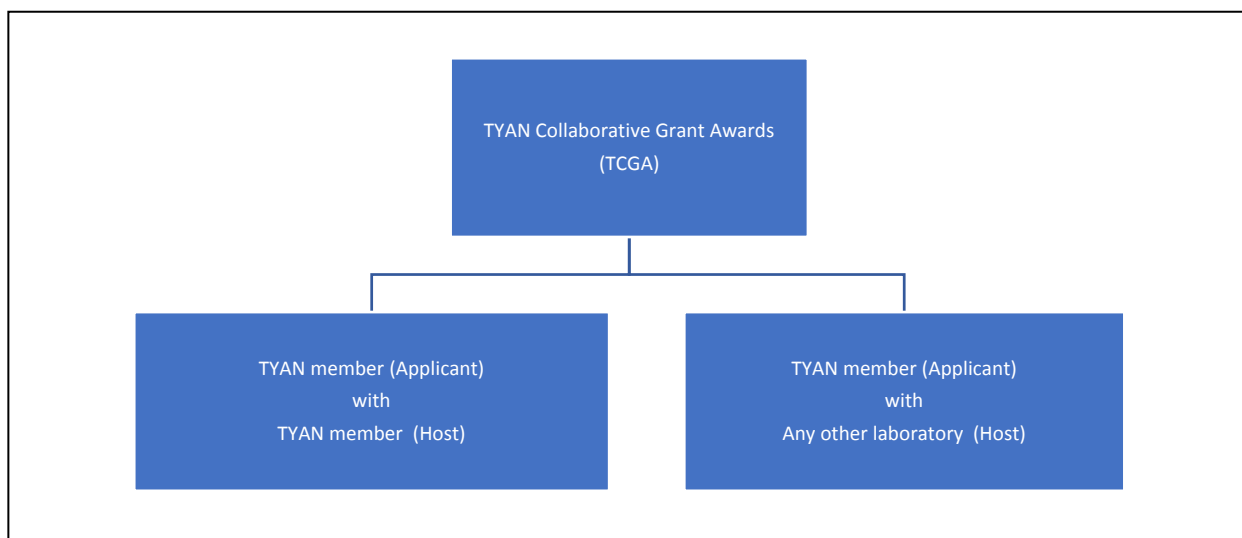 TYAN Collaborative Grant Awards
(TCGA)
TYAN member (Applicant)
with
TYAN member  (Host)
TYAN member (Applicant)
with
Any other laboratory  (Host)